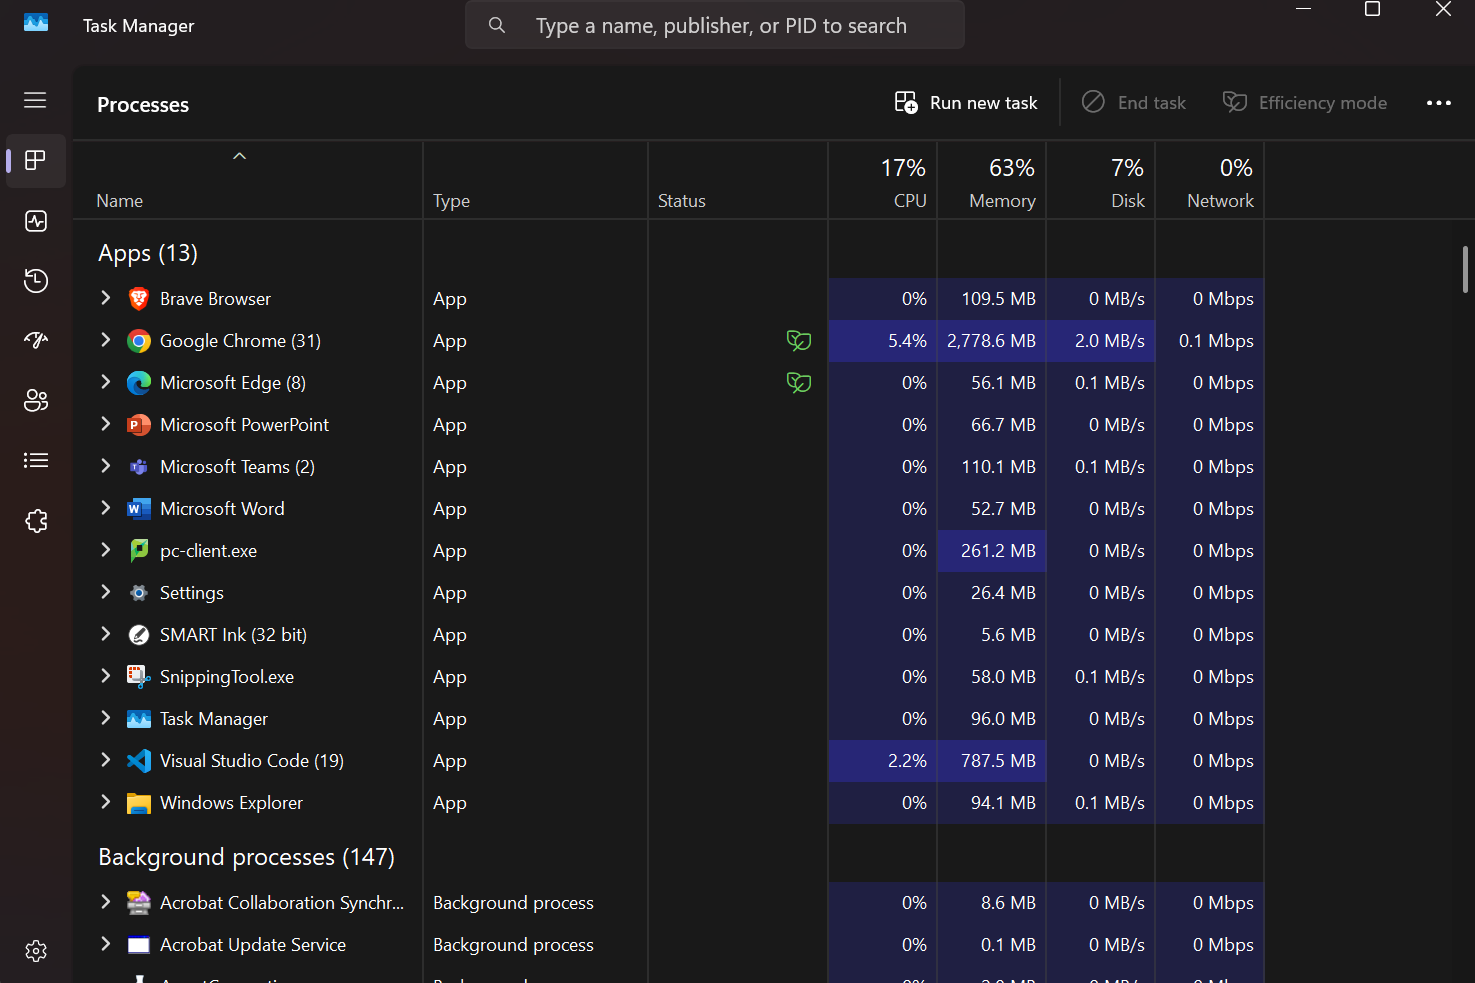 Task Manager
Type a name, publisher, or PID to search
Processes
Run new task
End task
Efficiency mode
17% 63% 7% 0%
Name Type Status CPU Memory Disk Network
Apps (13)
Brave Browser App 0% 109.5 MB 0 MB/s 0 Mbps
Google Chrome (31) App 5.4% 2,778.6 MB 2.0 MB/s 0.1 Mbps
Microsoft Edge (8) App 0% 56.1 MB 0.1 MB/s 0 Mbps
Microsoft PowerPoint App 0% 66.7 MB 0 MB/s 0 Mbps
Microsoft Teams (2) App 0% 110.1 MB 0.1 MB/s 0 Mbps
Microsoft Word App 0% 52.7 MB 0 MB/s 0 Mbps
pc-client.exe App 0% 261.2 MB 0 MB/s 0 Mbps
Settings App 0% 26.4 MB 0 MB/s 0 Mbps
SMART Ink (32 bit) App 0% 5.6 MB 0 MB/s 0 Mbps
SnippingTool.exe App 0% 58.0 MB 0.1 MB/s 0 Mbps
Task Manager App 0% 96.0 MB 0 MB/s 0 Mbps
Visual Studio Code (19) App 2.2% 787.5 MB 0 MB/s 0 Mbps
Windows Explorer App 0% 94.1 MB 0.1 MB/s 0 Mbps
Background processes (147)
Acrobat Collaboration Synchr... Background process 0% 8.6 MB 0 MB/s 0 Mbps
Acrobat Update Service Background process 0% 0.1 MB 0 MB/s 0 Mbps